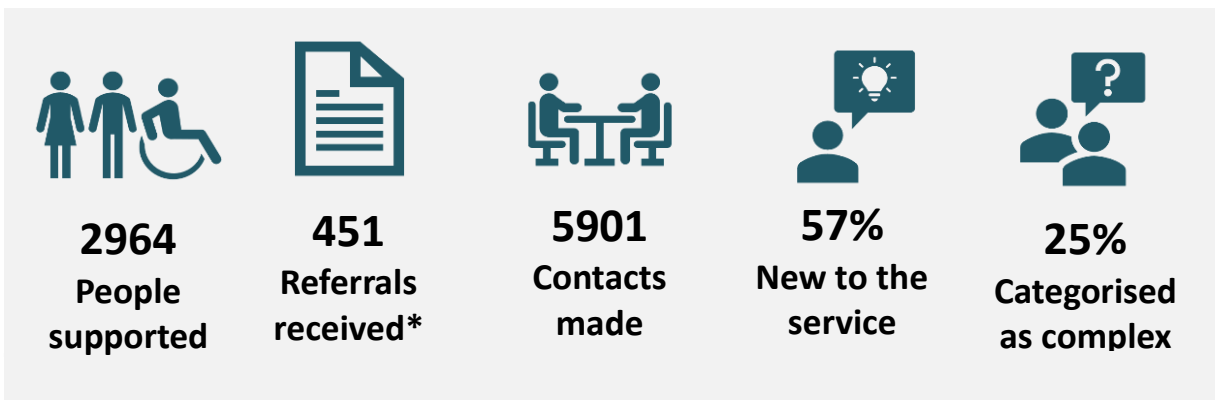 2964
People
supported
451
Referrals
received*
5901
Contacts
made
57%
New to the
service
?
25%
Categorised
as complex